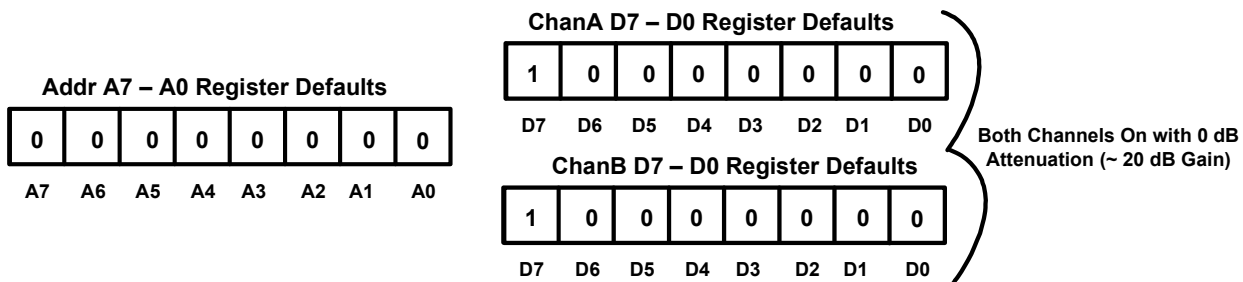 ChanA D7 – D0 Register Defaults
1 0 0 0 0 0 0 0
D7 D6 D5 D4 D3 D2 D1 D0
Addr A7 – A0 Register Defaults
0 0 0 0 0 0 0 0
A7 A6 A5 A4 A3 A2 A1 A0
ChanB D7 – D0 Register Defaults
1 0 0 0 0 0 0 0
D7 D6 D5 D4 D3 D2 D1 D0
Both Channels On with 0 dB
Attenuation (~ 20 dB Gain)